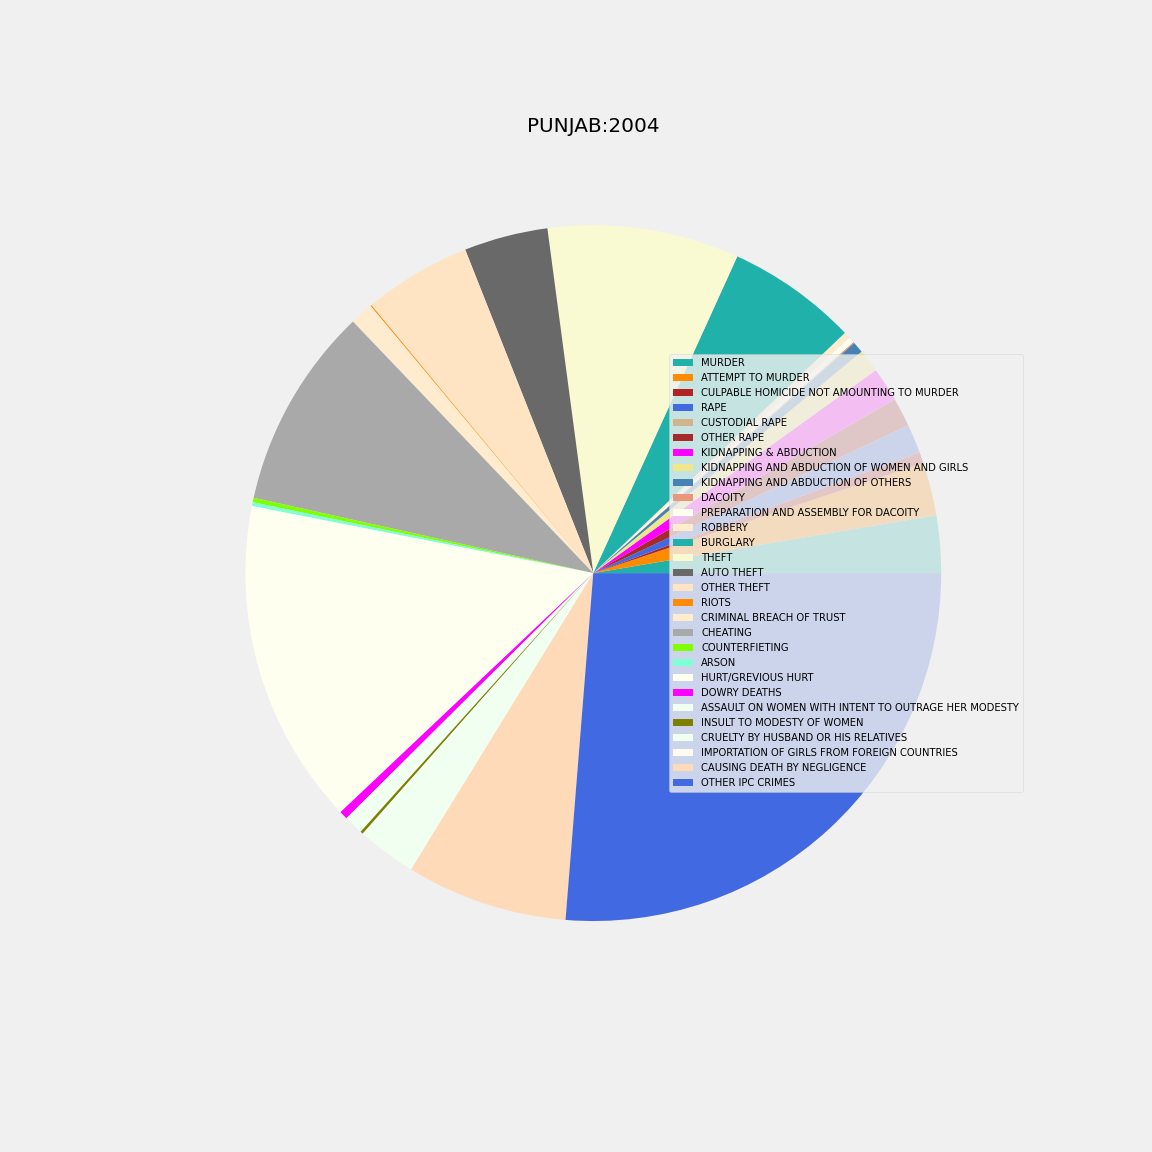 PUNJAB:2004
MURDER
ATTEMPT TO MURDER
CULPABLE HOMICIDE NOT AMOUNTING TO MURDER
RAPE
CUSTODIAL RAPE
OTHER RAPE
KIDNAPPING & ABDUCTION
KIDNAPPING AND ABDUCTION OF WOMEN AND GIRLS
KIDNAPPING AND ABDUCTION OF OTHERS
DACOITY
PREPARATION AND ASSEMBLY FOR DACOITY
ROBBERY
BURGLARY
THEFT
AUTO THEFT
OTHER THEFT
RIOTS
CRIMINAL BREACH OF TRUST
CHEATING
COUNTERFIETING
ARSON
HURT/GREVIOUS HURT
DOWRY DEATHS
ASSAULT ON WOMEN WITH INTENT TO OUTRAGE HER MODESTY
INSULT TO MODESTY OF WOMEN
CRUELTY BY HUSBAND OR HIS RELATIVES
IMPORTATION OF GIRLS FROM FOREIGN COUNTRIES
CAUSING DEATH BY NEGLIGENCE
OTHER IPC CRIMES